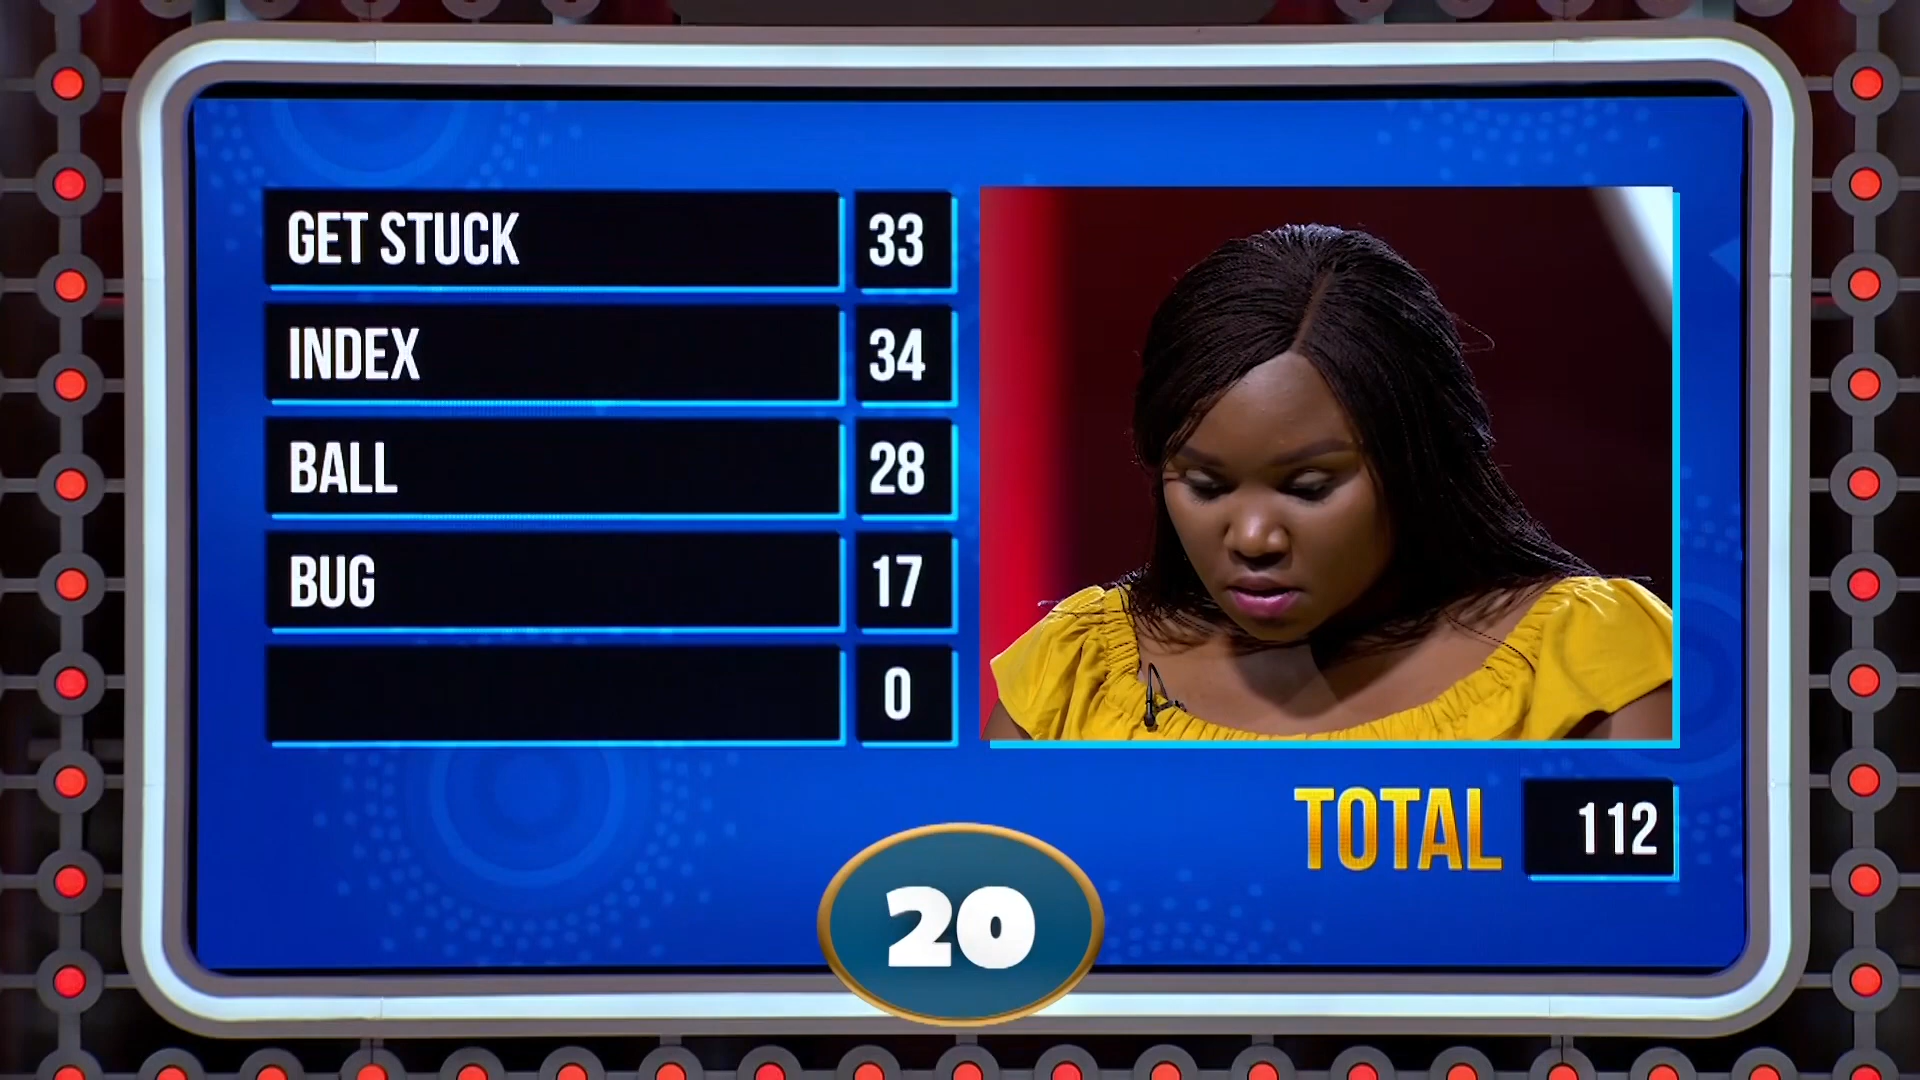 GET STUCK 33
INDEX 34
BALL 28
BUG 17
0
TOTAL 112
20